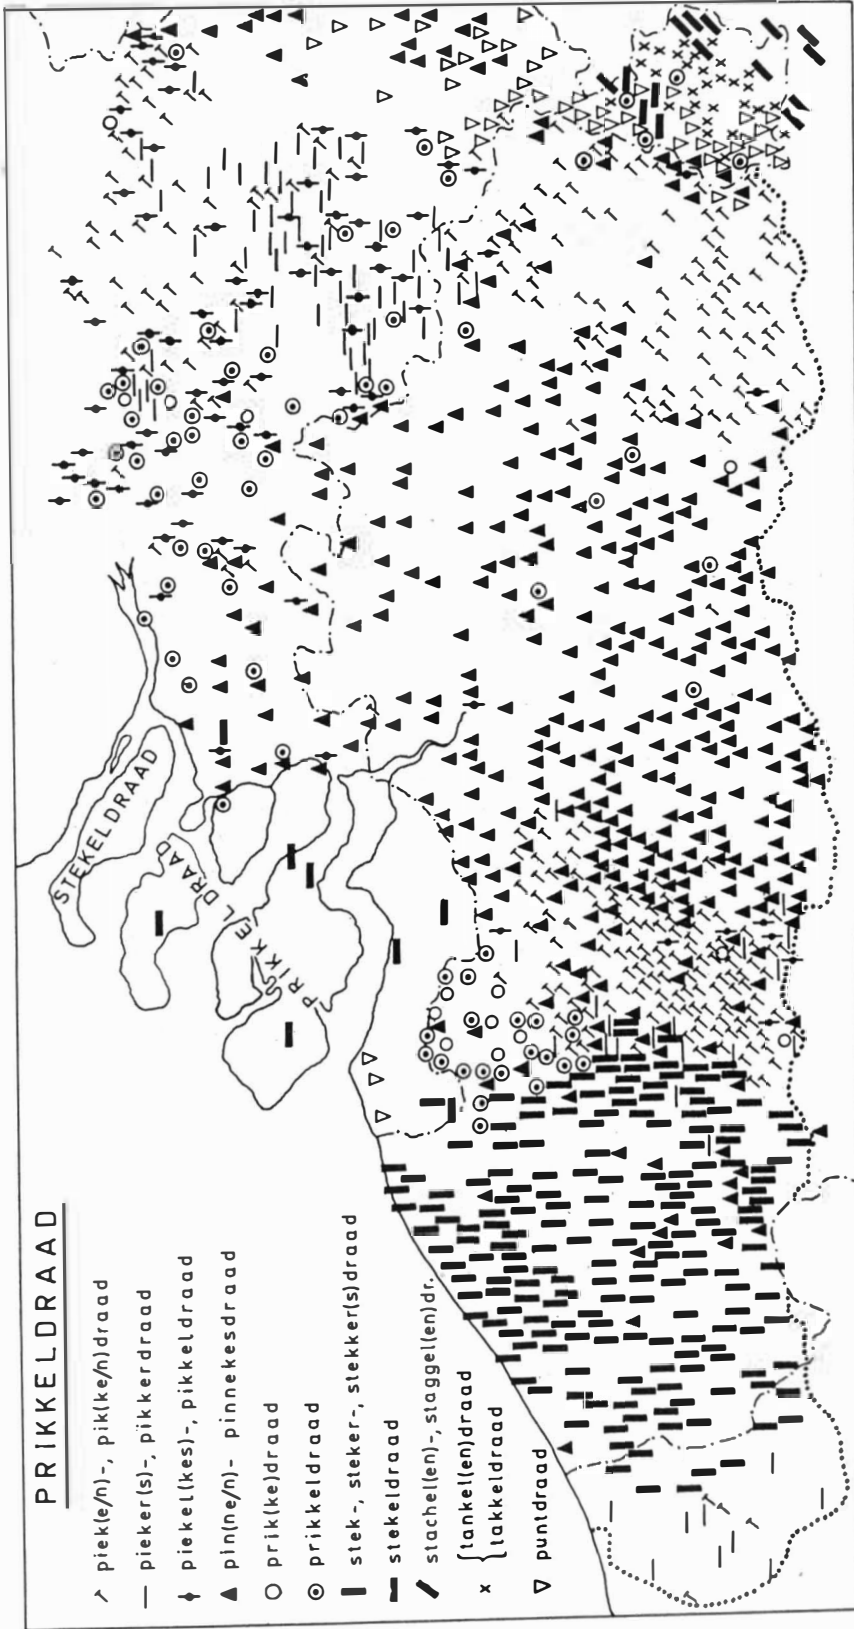 PRIKKELDRAAD
piek(e/n)-, pik(ke/n)draad
pieker(s)-, pikkerdraad
piekel(kes)-, pikkeldraad
pin(ne/n)- pinnekesdraad
prik(ke)draad
prikkeldraad
stek-, steker-, stekker(s)draad
stekeldraad
stachel(en)-, staggel(en)dr.
tankel(en)draad
takkeldraad
puntdraad
STEKELDRAAD
PRIKKELDRAAD